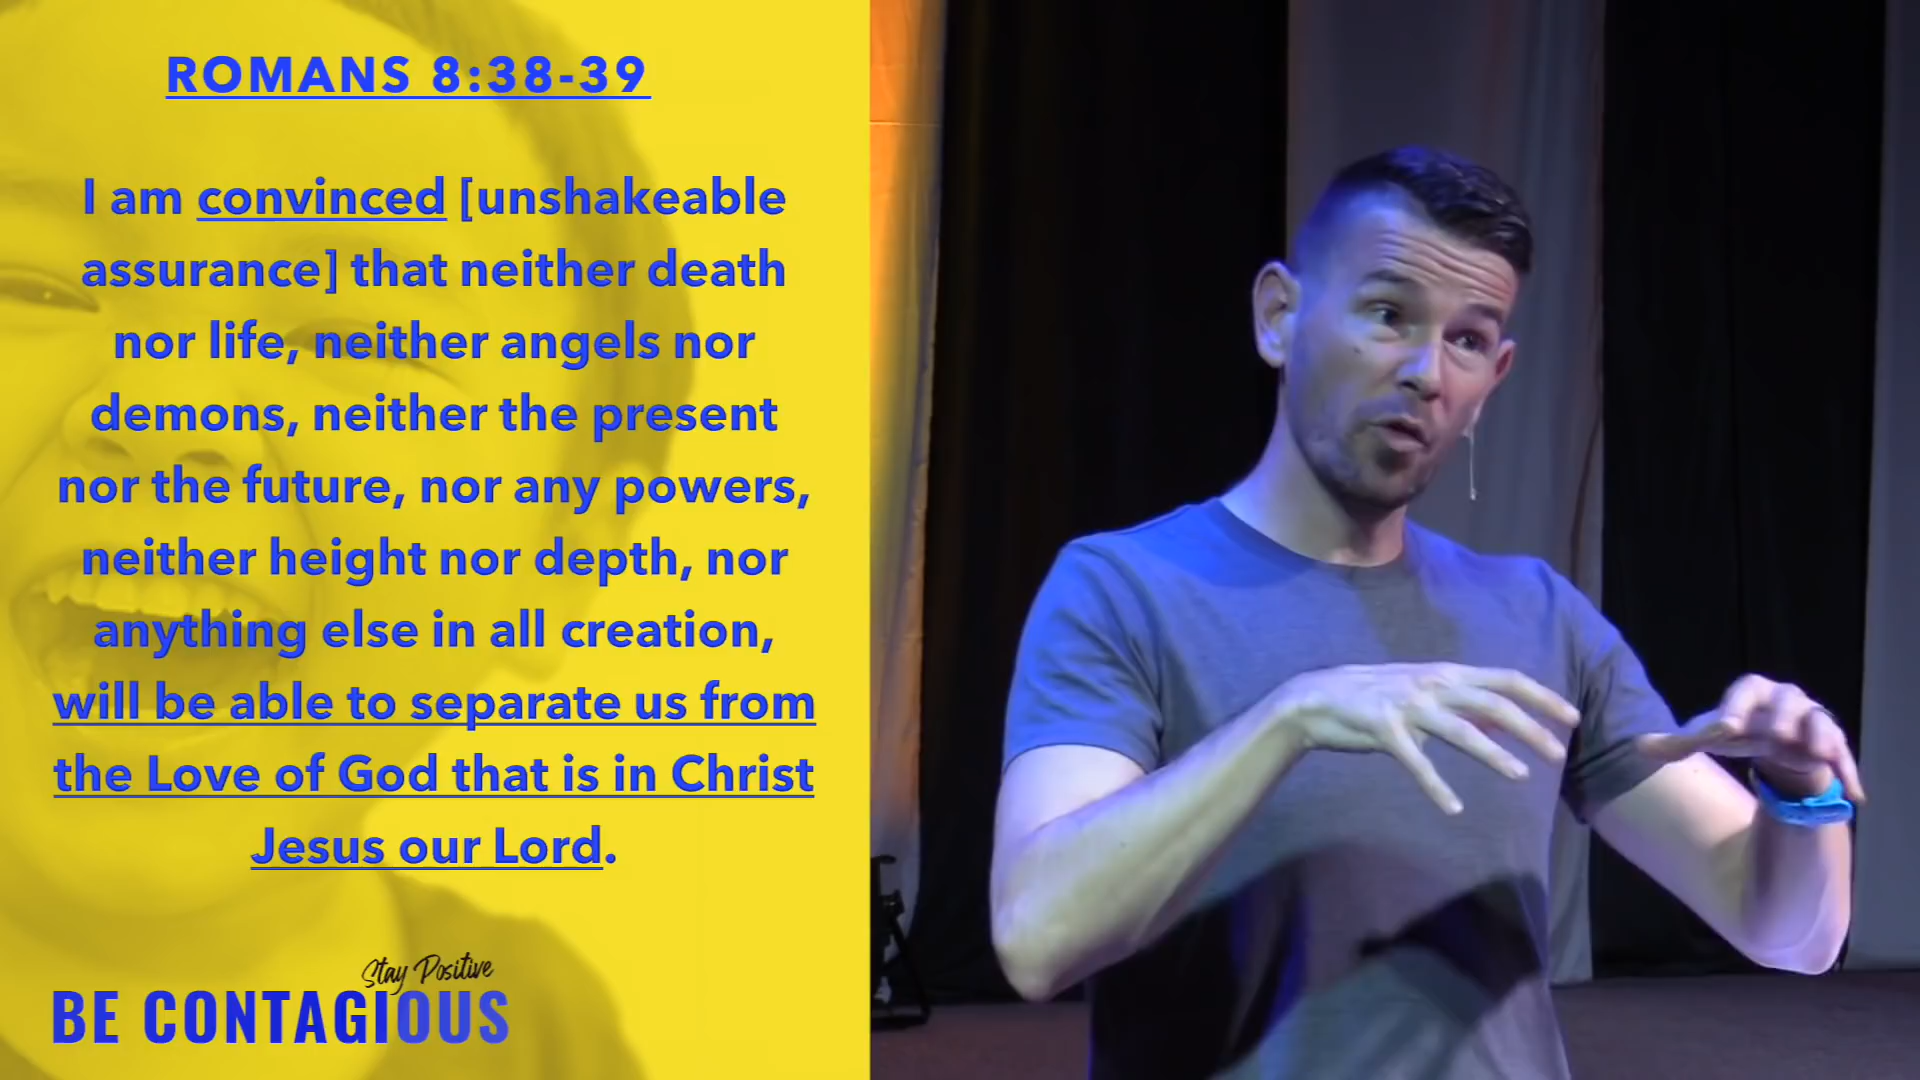 ROMANS 8:38-39
I am convinced [unshakeable
assurance] that neither death
nor life, neither angels nor
demons, neither the present
nor the future, nor any powers,
neither height nor depth, nor
anything else in all creation,
will be able to separate us from
the Love of God that is in Christ
Jesus our Lord.
Stay Positive
BE CONTAGIOUS